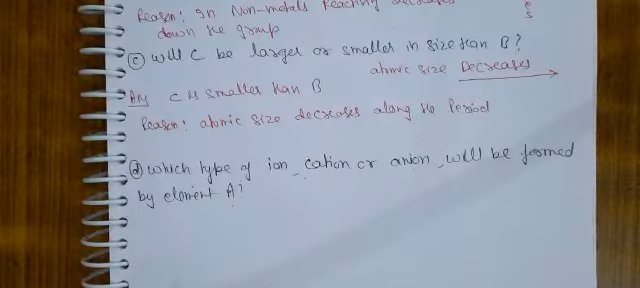 Reason: In Non-metals Reactivity decreases
down the group
(c) will C be larger or smaller in size than B?
atomic size Decreases
Ans C is smaller than B
Reason: atomic size decreases along the Period
(d) which type of ion, cation or anion, will be formed
by element A?